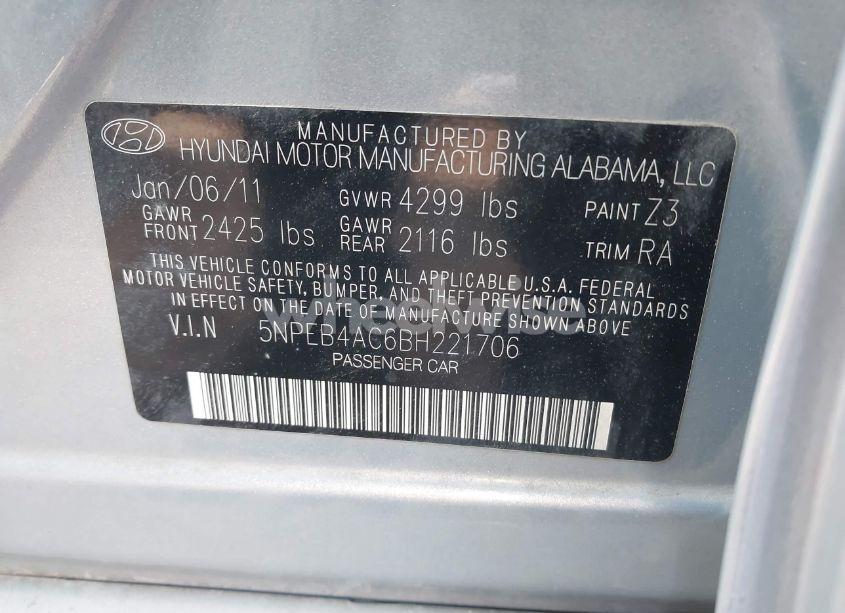 MANUFACTURED BY
HYUNDAI MOTOR MANUFACTURING ALABAMA, LLC
Jan/06/11 GVWR 4299 lbs PAINT Z3
GAWR FRONT 2425 lbs GAWR REAR 2116 lbs TRIM RA
THIS VEHICLE CONFORMS TO ALL APPLICABLE U.S.A. FEDERAL
MOTOR VEHICLE SAFETY, BUMPER, AND THEFT PREVENTION STANDARDS
IN EFFECT ON THE DATE OF MANUFACTURE SHOWN ABOVE
wheelwise
V.I.N 5NPEB4AC6BH221706
PASSENGER CAR